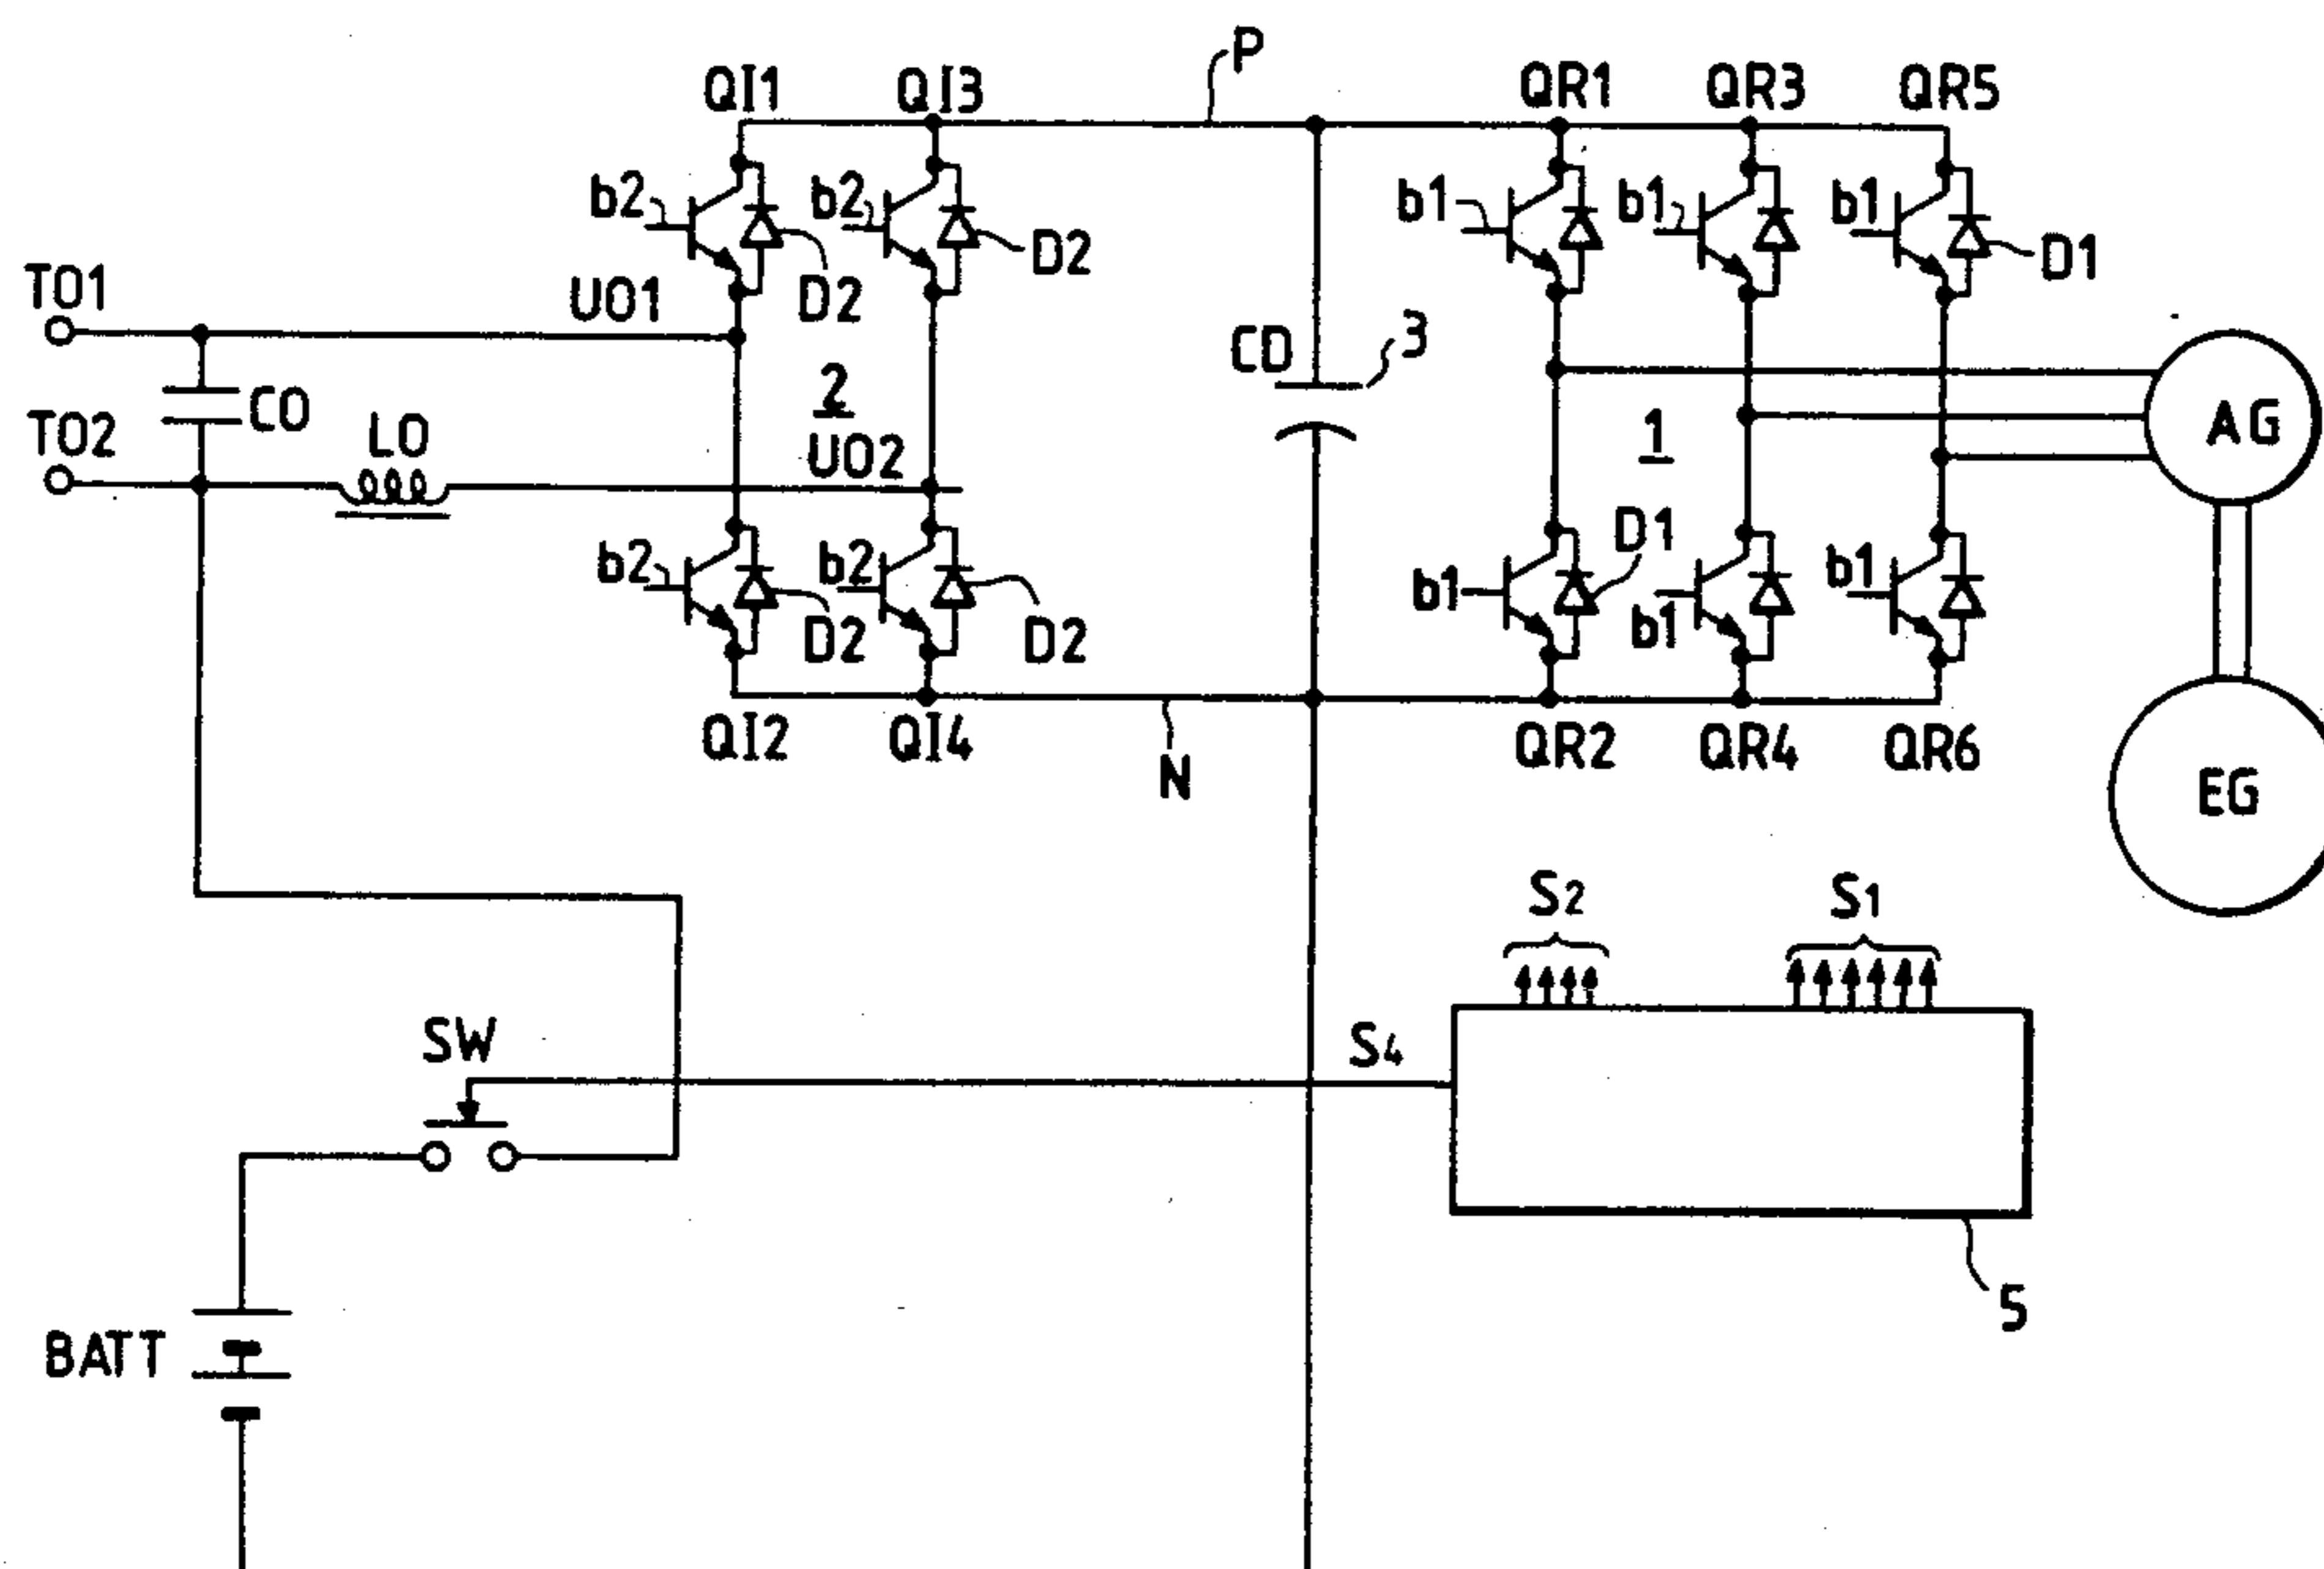 P
QI1 QI3 QR1 QR3 QR5
b2 b2 b1 b1 b1
D2 D1
TO1 UO1 D2
CD 3
2
CO
TO2 LO UO2 1 AG
D1
b2 b2 b1 b1 b1
D2 D2
QI2 QI4 QR2 QR4 QR6
N EG
S2 S1
SW S4
5
BATT